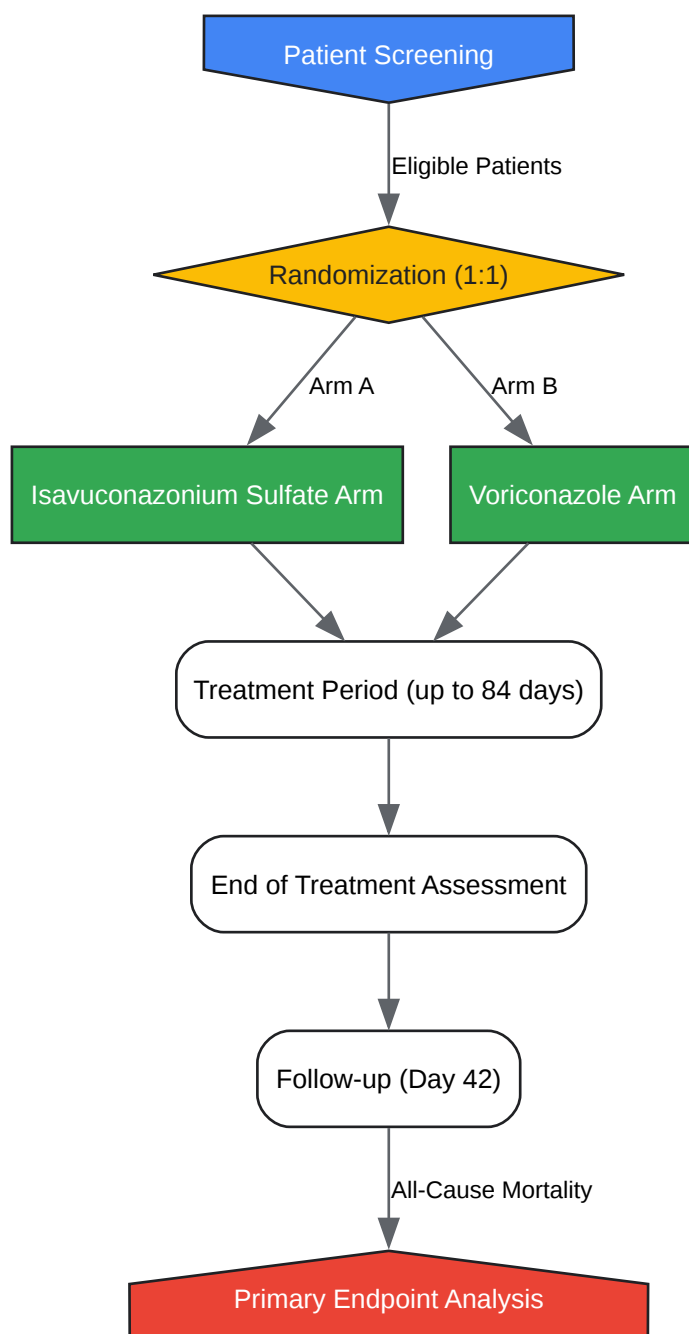 Patient Screening
Eligible Patients
Randomization (1:1)
Arm A
Arm B
Isavuconazonium Sulfate Arm
Voriconazole Arm
Treatment Period (up to 84 days)
End of Treatment Assessment
Follow-up (Day 42)
All-Cause Mortality
Primary Endpoint Analysis